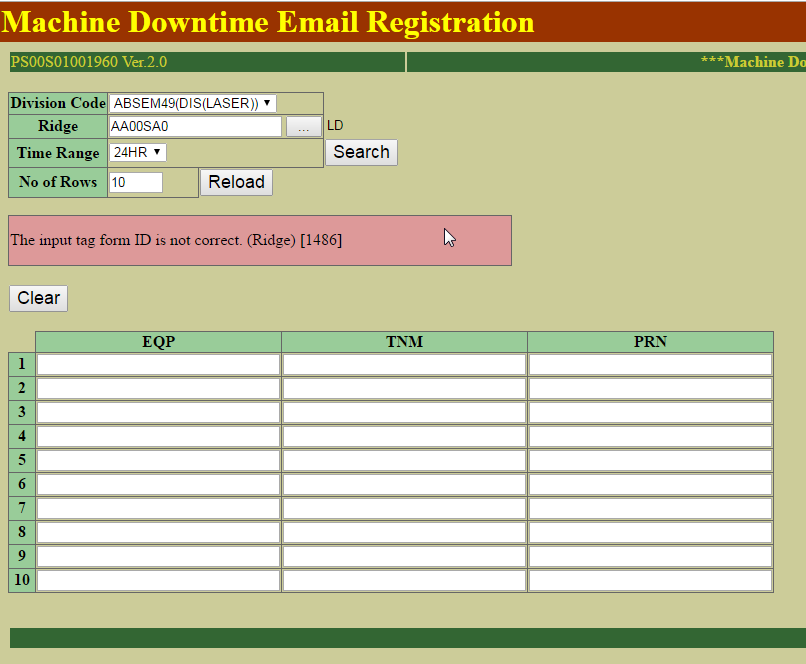 Machine Downtime Email Registration
PS00S01001960 Ver.2.0 ***Machine Do
Division Code ABSEM49(DIS(LASER))
Ridge AA00SA0 ... LD
Time Range 24HR Search
No of Rows 10 Reload
The input tag form ID is not correct. (Ridge) [1486]
Clear
EQP TNM PRN
1
2
3
4
5
6
7
8
9
10